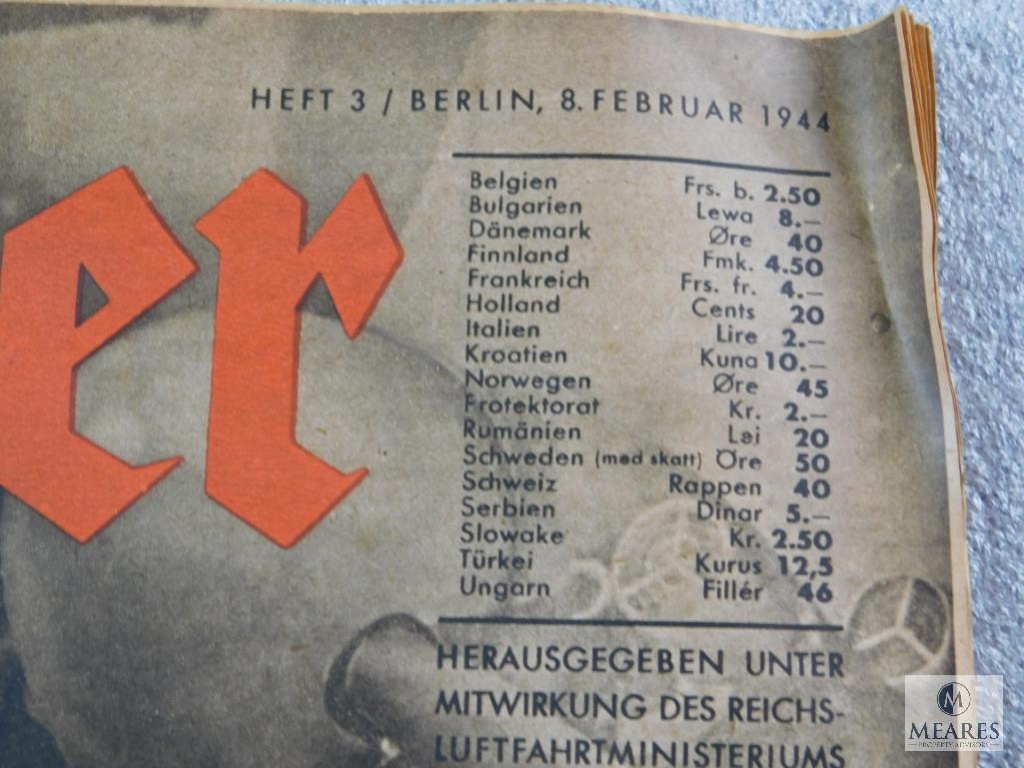 HEFT 3 / BERLIN, 8. FEBRUAR 1944
er
Belgien Frs. b. 2.50
Bulgarien Lewa 8.—
Dänemark Øre 40
Finnland Fmk. 4.50
Frankreich Frs. fr. 4.—
Holland Cents 20
Italien Lire 2.—
Kroatien Kuna 10.—
Norwegen Øre 45
Protektorat Kr. 2.—
Rumänien Lei 20
Schweden (med skatt) Öre 50
Schweiz Rappen 40
Serbien Dinar 5.—
Slowakei Kr. 2.50
Türkei Kurus 12,5
Ungarn Fillér 46
HERAUSGEGEBEN UNTER
MITWIRKUNG DES REICHS-
LUFTFAHRTMINISTERIUMS
M
MEARES
PROPERTY ADVISORS